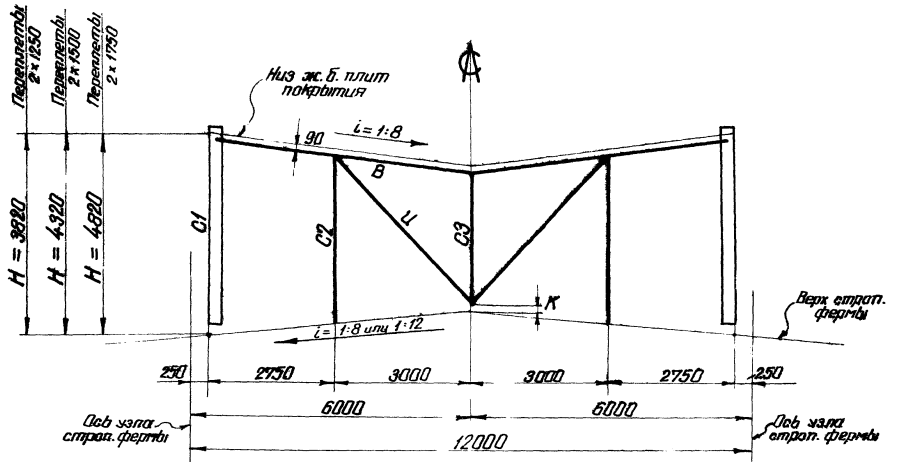 Переплеты
2×1250
Переплеты
2×1500
Переплеты
2×1750
Низ ж.б. плит
покрытия
i=1:8
90
В
С1
С2
И
С3
К
Н = 3820
Н = 4320
Н = 4820
Верх строп.
фермы
i=1:8 или 1:12
250
2750
3000
3000
2750
250
6000
6000
Ось узла
строп. фермы
12000
Ось узла
строп. фермы